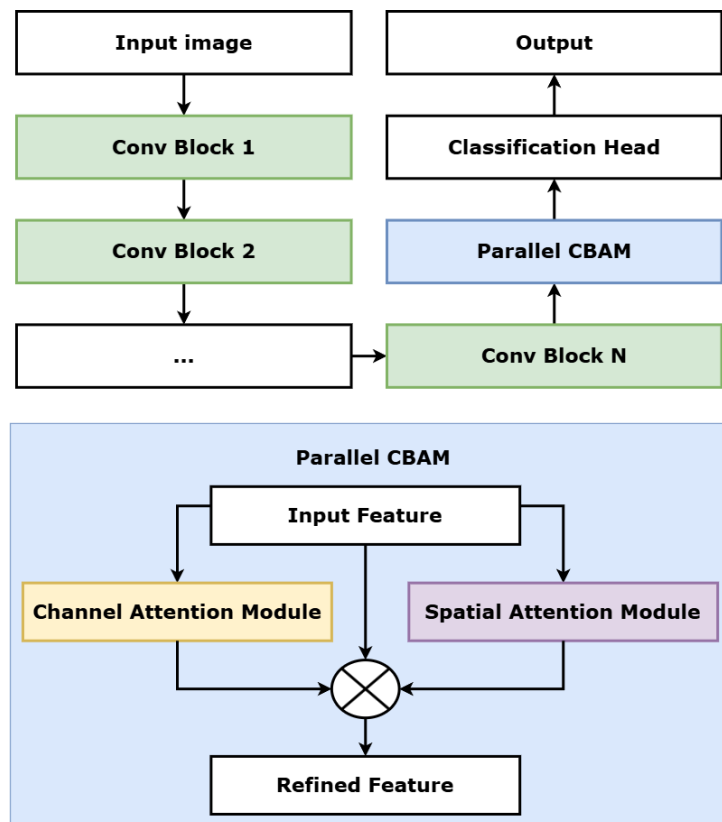 Input image
Conv Block 1
Conv Block 2
...
Conv Block N
Parallel CBAM
Classification Head
Output
Parallel CBAM
Input Feature
Channel Attention Module
Spatial Attention Module
Refined Feature